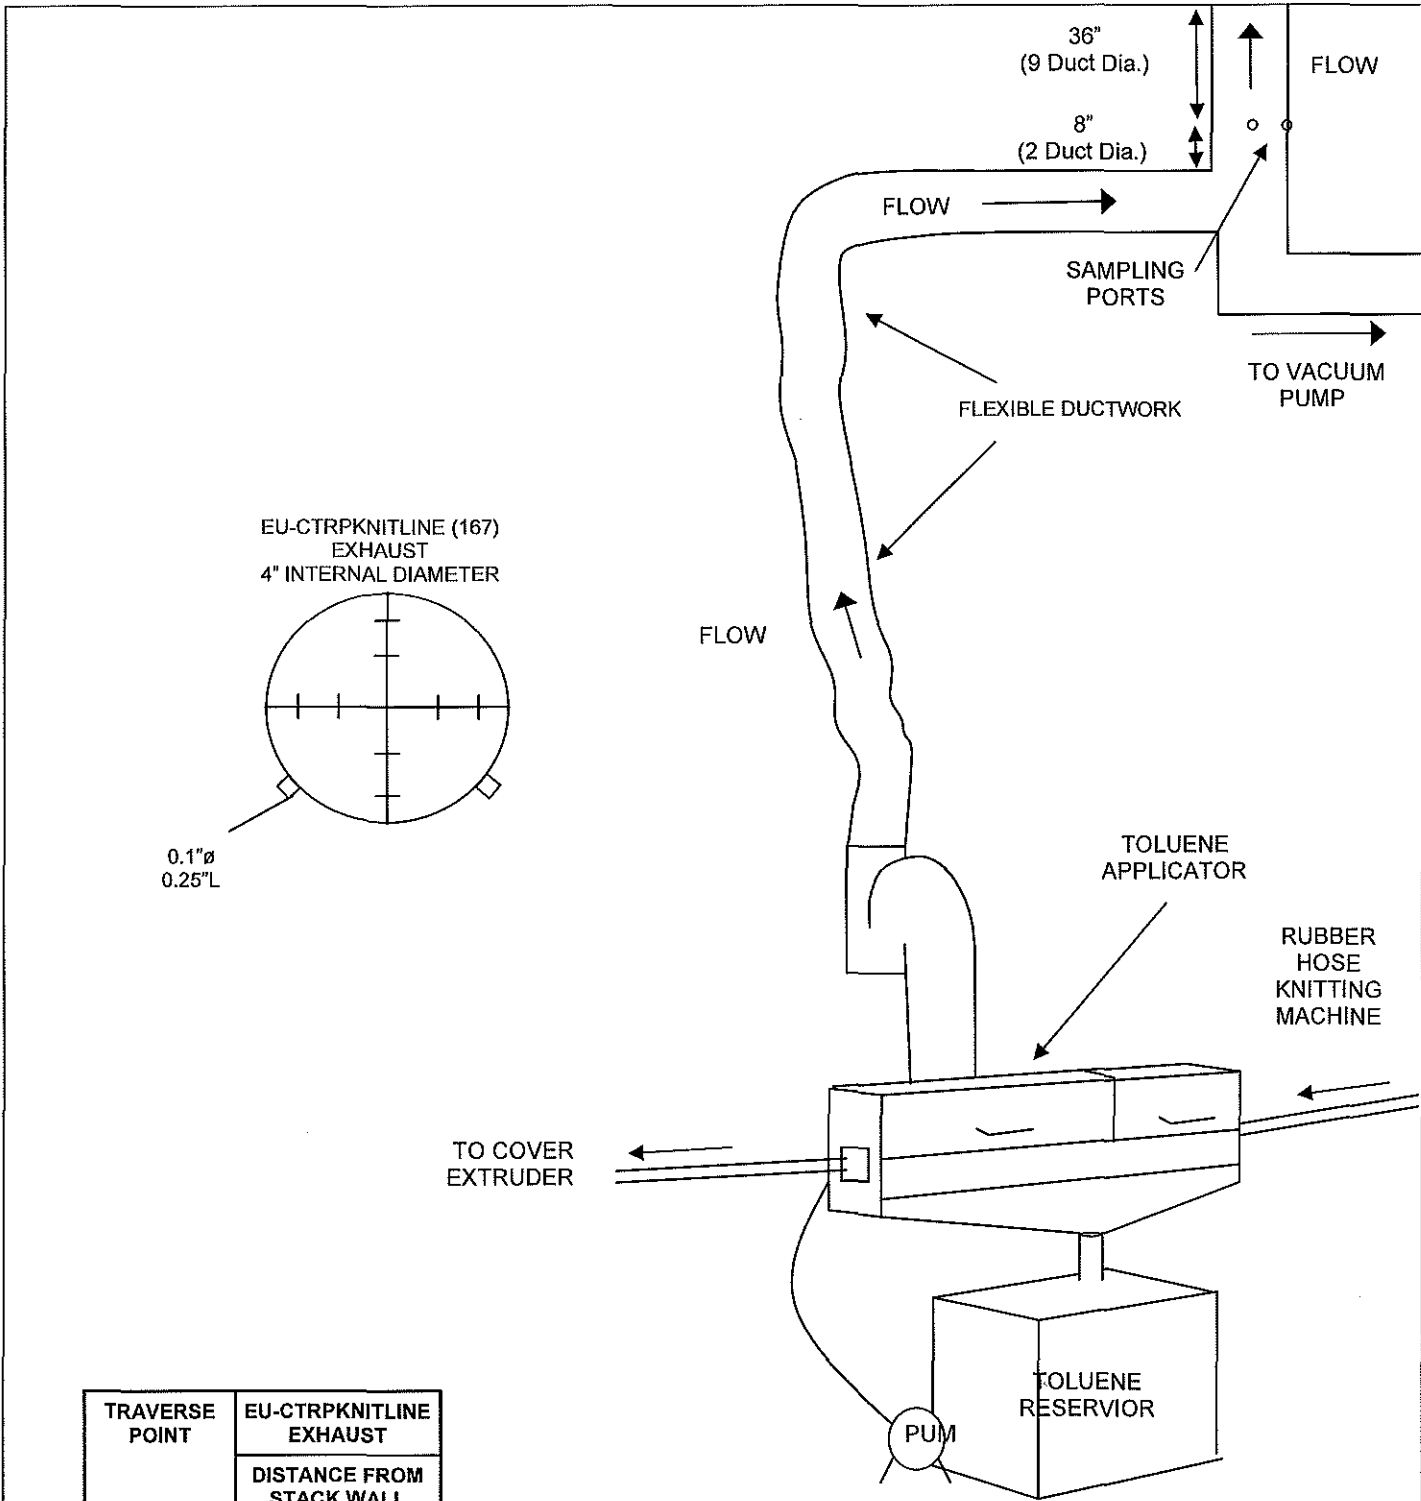 36"
(9 Duct Dia.)
FLOW
8"
(2 Duct Dia.)
FLOW
SAMPLING
PORTS
TO VACUUM
PUMP
FLEXIBLE DUCTWORK
EU-CTRPKNITLINE (167)
EXHAUST
4" INTERNAL DIAMETER
FLOW
0.1"ø
0.25"L
TOLUENE
APPLICATOR
RUBBER
HOSE
KNITTING
MACHINE
TO COVER
EXTRUDER
TOLUENE
RESERVIOR
PUM
TRAVERSE
POINT
EU-CTRPKNITLINE
EXHAUST
DISTANCE FROM
STACK WALL